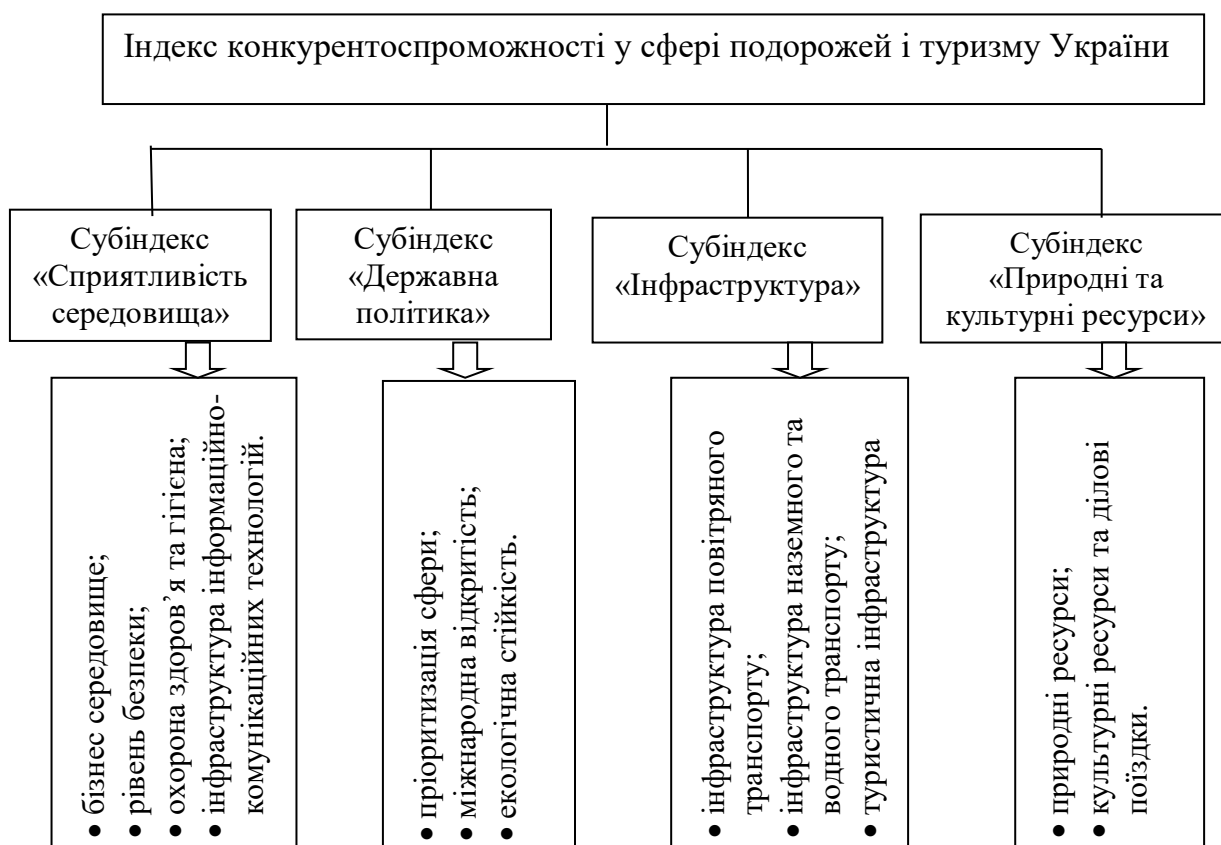 Індекс конкурентоспроможності у сфері подорожей і туризму України
Субіндекс
«Сприятливість
середовища»
Субіндекс
«Державна
політика»
Субіндекс
«Інфраструктура»
Субіндекс
«Природні та
культурні ресурси»
• бізнес середовище;
• рівень безпеки;
• охорона здоров’я та гігієна;
• інфраструктура інформаційно-
комунікаційних технологій.
• пріоритизація сфери;
• міжнародна відкритість;
• екологічна стійкість.
• інфраструктура повітряного
транспорту;
• інфраструктура наземного та
водного транспорту;
• туристична інфраструктура
• природні ресурси;
• культурні ресурси та ділові
поїздки.